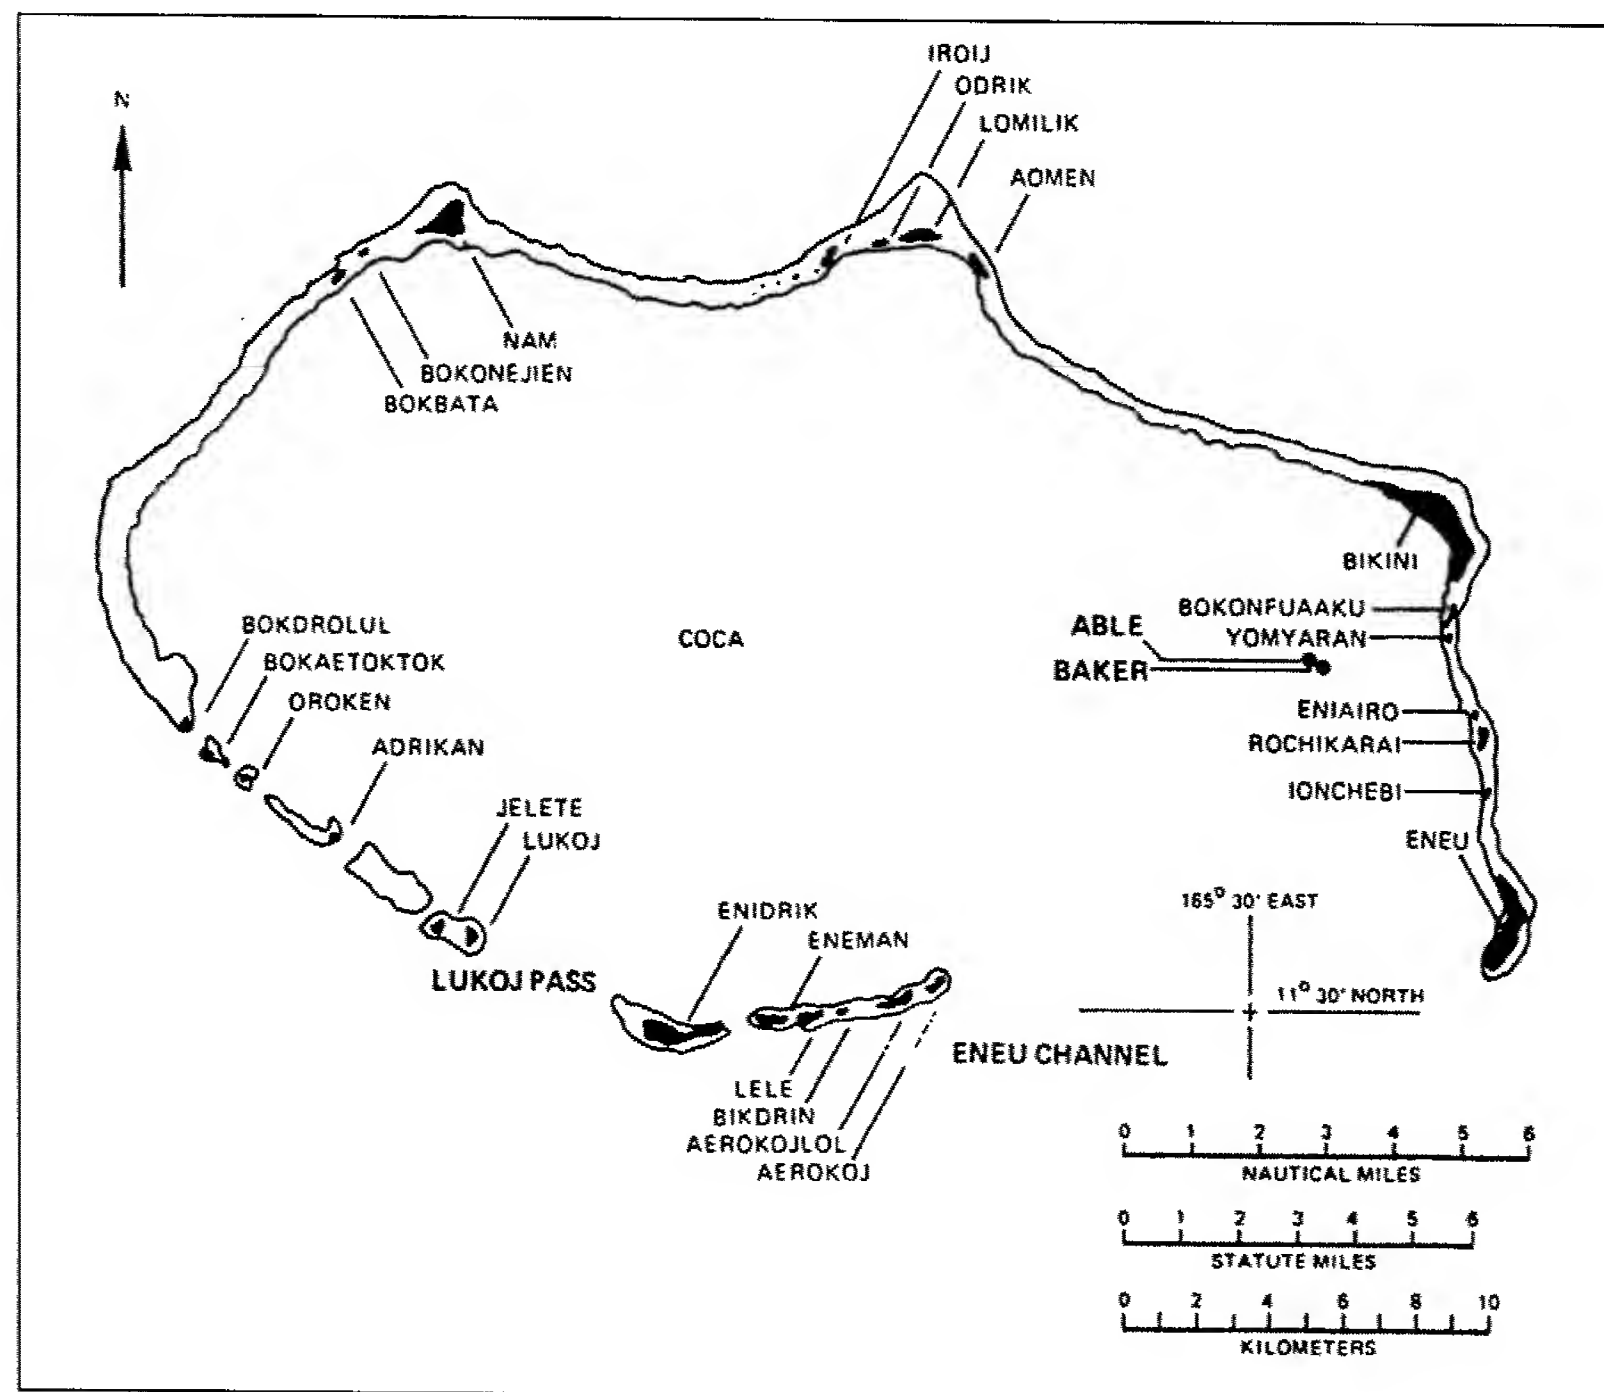 N
IROIJ
ODRIK
LOMILIK
AOMEN
NAM
BOKONEJIEN
BOKBATA
BIKINI
BOKONFUAAKU
YOMYARAN
ABLE
BAKER
COCA
BOKDROLUL
BOKAETOKTOK
OROKEN
ADRIKAN
JELETE
LUKOJ
ENIAIRO
ROCHIKARAI
IONCHEBI
ENEU
LUKOJ PASS
ENIDRIK
ENEMAN
165° 30' EAST
11° 30' NORTH
ENEU CHANNEL
LELE
BIKDRIN
AEROKOJLOL
AEROKOJ
0 1 2 3 4 5 6
NAUTICAL MILES
0 1 2 3 4 5 6
STATUTE MILES
0 2 4 6 8 10
KILOMETERS